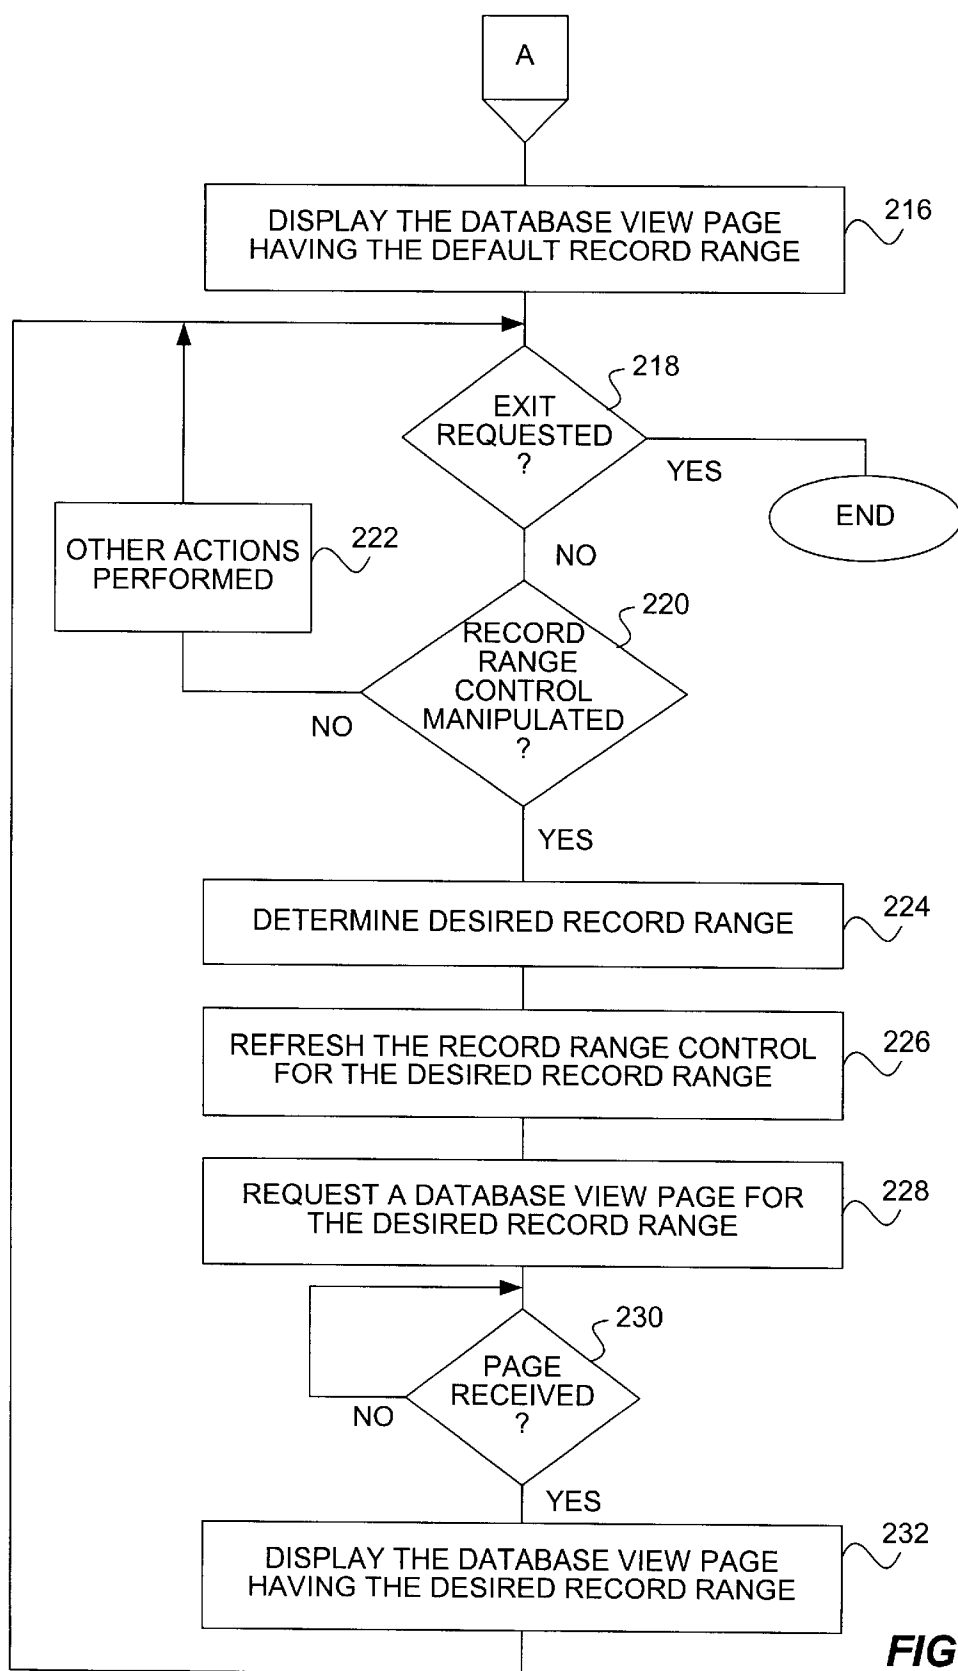 A
DISPLAY THE DATABASE VIEW PAGE
HAVING THE DEFAULT RECORD RANGE
216
218
EXIT
REQUESTED
?
YES
END
NO
OTHER ACTIONS
PERFORMED
222
220
RECORD
RANGE
CONTROL
MANIPULATED
?
NO
YES
DETERMINE DESIRED RECORD RANGE
224
REFRESH THE RECORD RANGE CONTROL
FOR THE DESIRED RECORD RANGE
226
REQUEST A DATABASE VIEW PAGE FOR
THE DESIRED RECORD RANGE
228
230
PAGE
RECEIVED
?
NO
YES
DISPLAY THE DATABASE VIEW PAGE
HAVING THE DESIRED RECORD RANGE
232
FIG